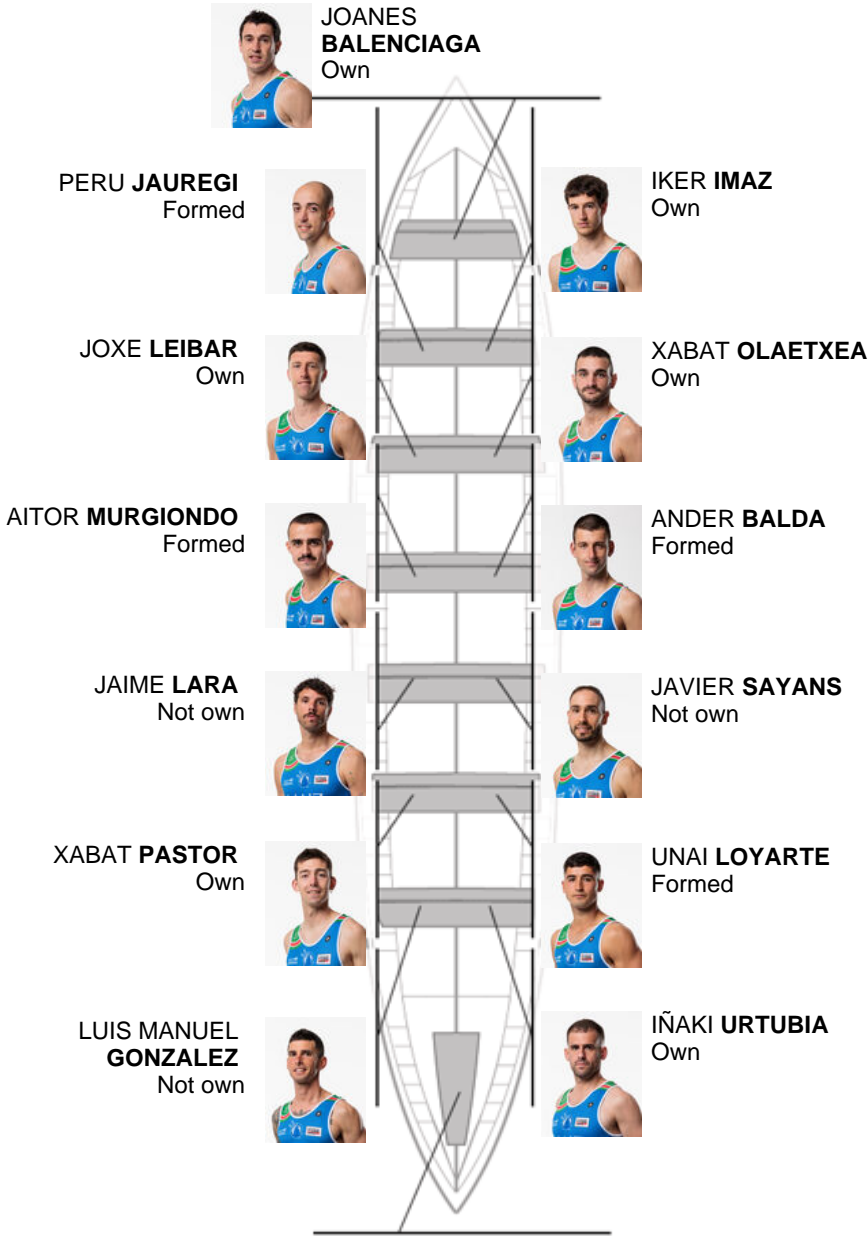 JOANES
BALENCIAGA
Own
PERU JAUREGI
Formed
IKER IMAZ
Own
JOXE LEIBAR
Own
XABAT OLAETXEA
Own
AITOR MURGIONDO
Formed
ANDER BALDA
Formed
JAIME LARA
Not own
JAVIER SAYANS
Not own
XABAT PASTOR
Own
UNAI LOYARTE
Formed
LUIS MANUEL
GONZALEZ
Not own
IÑAKI URTUBIA
Own